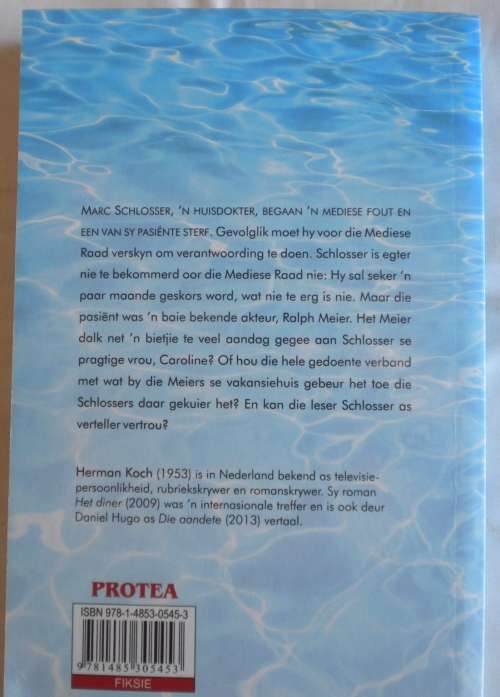 MARC SCHLOSSER, 'N HUISDOKTER, BEGAAN 'N MEDIESE FOUT EN
EEN VAN SY PASIËNTE STERF. Gevolglik moet hy voor die Mediese
Raad verskyn om verantwoording te doen. Schlosser is egter
nie te bekommerd oor die Mediese Raad nie: Hy sal seker 'n
paar maande geskors word, wat nie te erg is nie. Maar die
pasiënt was 'n baie bekende akteur, Ralph Meier. Het Meier
dalk net 'n bietjie te veel aandag gegee aan Schlosser se
pragtige vrou, Caroline? Of hou die hele gedoente verband
met wat by die Meiers se vakansiehuis gebeur het toe die
Schlossers daar gekuier het? En kan die leser Schlosser as
verteller vertrou?
Herman Koch (1953) is in Nederland bekend as televisie-
persoonlikheid, rubriekskrywer en romanskrywer. Sy roman
Het diner (2009) was 'n internasionale treffer en is ook deur
Daniel Hugo as Die aandete (2013) vertaal.
PROTEA
ISBN 978-1-4853-0545-3
9 781485 305453
FIKSIE